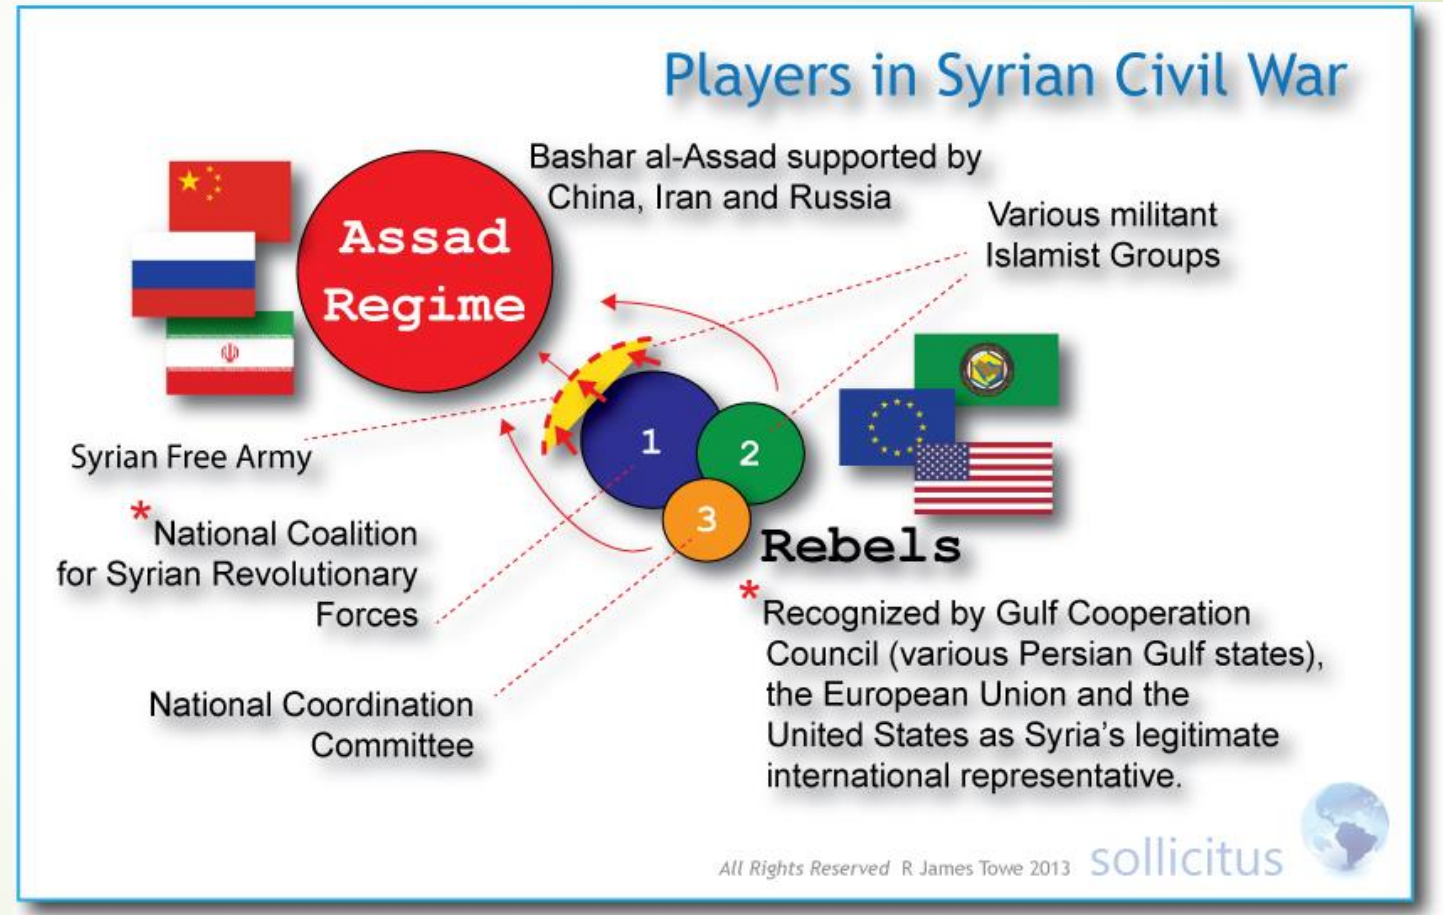 Players in Syrian Civil War
Bashar al-Assad supported by
China, Iran and Russia
Assad
Regime
Various militant
Islamist Groups
Syrian Free Army
1
2
3
*
National Coalition
for Syrian Revolutionary
Forces
Rebels
*
Recognized by Gulf Cooperation
Council (various Persian Gulf states),
the European Union and the
United States as Syria's legitimate
international representative.
National Coordination
Committee
All Rights Reserved R James Towe 2013 sollicitus